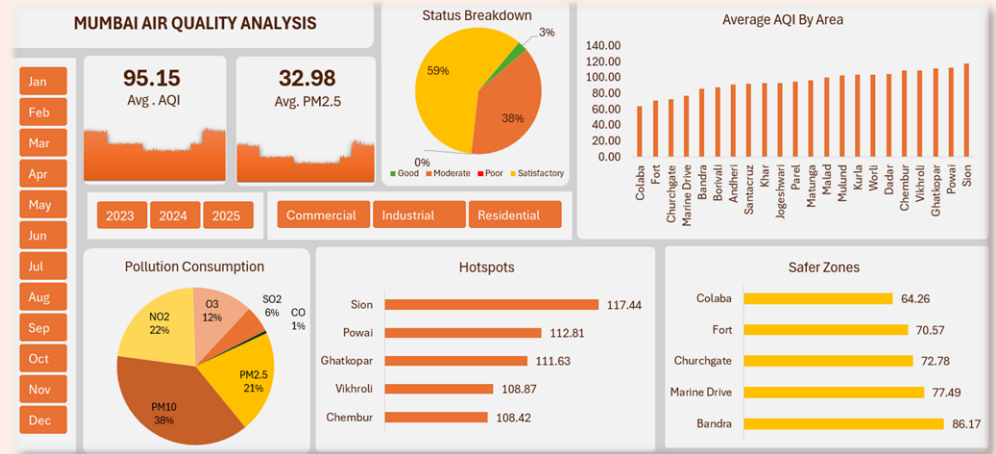 MUMBAI AIR QUALITY ANALYSIS
Jan
Feb
Mar
Apr
May
Jun
Jul
Aug
Sep
Oct
Nov
Dec
95.15
Avg . AQI
32.98
Avg. PM2.5
2023
2024
2025
Commercial
Industrial
Residential
Status Breakdown
3%
59%
38%
0%
Good
Moderate
Poor
Satisfactory
Average AQI By Area
140.00
120.00
100.00
80.00
60.00
40.00
20.00
0.00
Colaba
Fort
Churchgate
Marine Drive
Bandra
Borivali
Andheri
Santacruz
Khar
Jogeshwari
Parel
Matunga
Malad
Mulund
Kurla
Worli
Dadar
Chembur
Vikhroli
Ghatkopar
Powai
Sion
Pollution Consumption
O3
12%
SO2
6%
CO
1%
NO2
22%
PM2.5
21%
PM10
38%
Hotspots
Sion 117.44
Powai 112.81
Ghatkopar 111.63
Vikhroli 108.87
Chembur 108.42
Safer Zones
Colaba 64.26
Fort 70.57
Churchgate 72.78
Marine Drive 77.49
Bandra 86.17